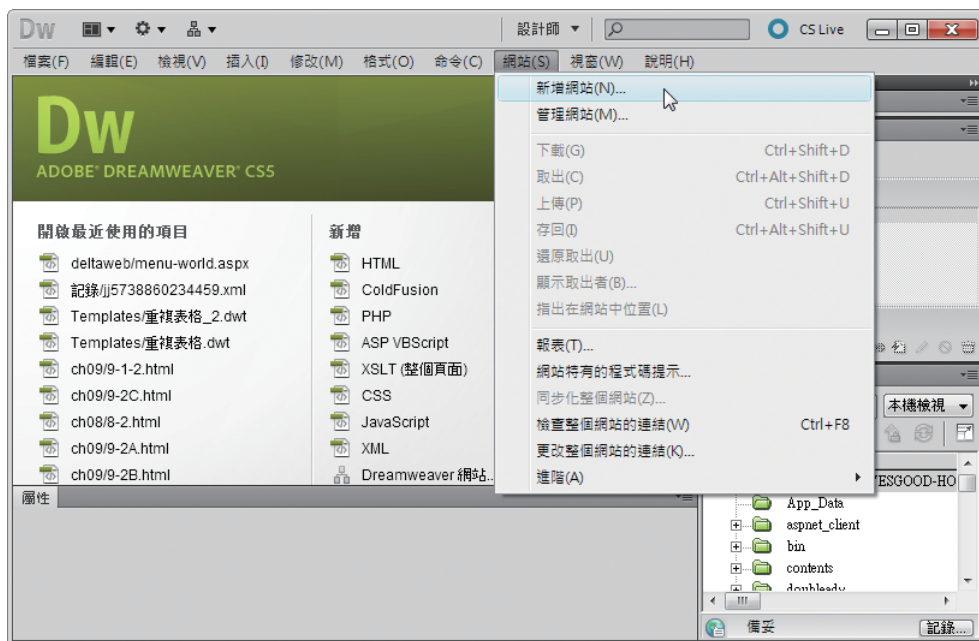 Dw
設計師
CS Live
檔案(F) 編輯(E) 檢視(V) 插入(I) 修改(M) 格式(O) 命令(C) 網站(S) 視窗(W) 說明(H)
新增網站(N)...
管理網站(M)...
下載(G) Ctrl+Shift+D
取出(C) Ctrl+Alt+Shift+D
上傳(P) Ctrl+Shift+U
存回(I) Ctrl+Alt+Shift+U
還原取出(U)
顯示取出者(B)...
指出在網站中位置(L)
報表(T)...
網站特有的程式碼提示...
同步化整個網站(Z)...
檢查整個網站的連結(W) Ctrl+F8
更改整個網站的連結(K)...
進階(A)
Dw
ADOBE® DREAMWEAVER® CS5
開啟最近使用的項目
deltaweb/menu-world.aspx
記錄/jj5738860234459.xml
Templates/重複表格_2.dwt
Templates/重複表格.dwt
ch09/9-1-2.html
ch09/9-2C.html
ch08/8-2.html
ch09/9-2A.html
ch09/9-2B.html
新增
HTML
ColdFusion
PHP
ASP VBScript
XSLT (整個頁面)
CSS
JavaScript
XML
Dreamweaver 網站...
屬性
本機檢視
App_Data
aspnet_client
bin
contents
備妥
記錄...